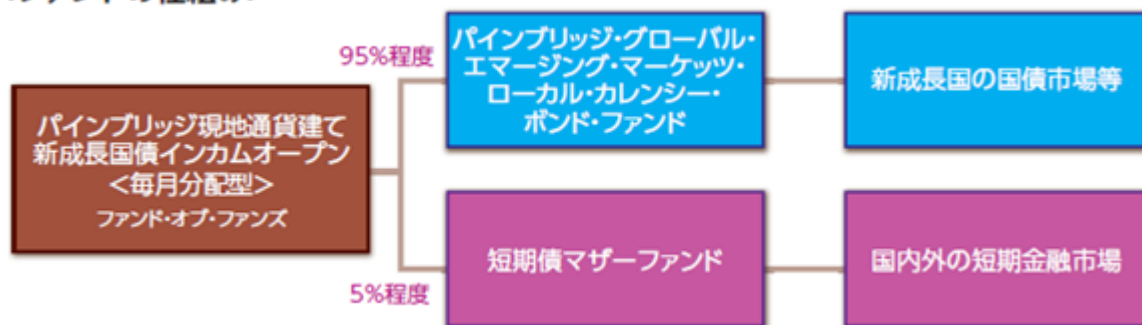 95%程度
パインブリッジ・グローバル・
エマージング・マーケッツ・
ローカル・カレンシー・
ボンド・ファンド
新成長国の国債市場等
パインブリッジ現地通貨建て
新成長国債インカムオープン
<毎月分配型>
ファンド・オブ・ファンズ
短期債マザーファンド
国内外の短期金融市場
5%程度